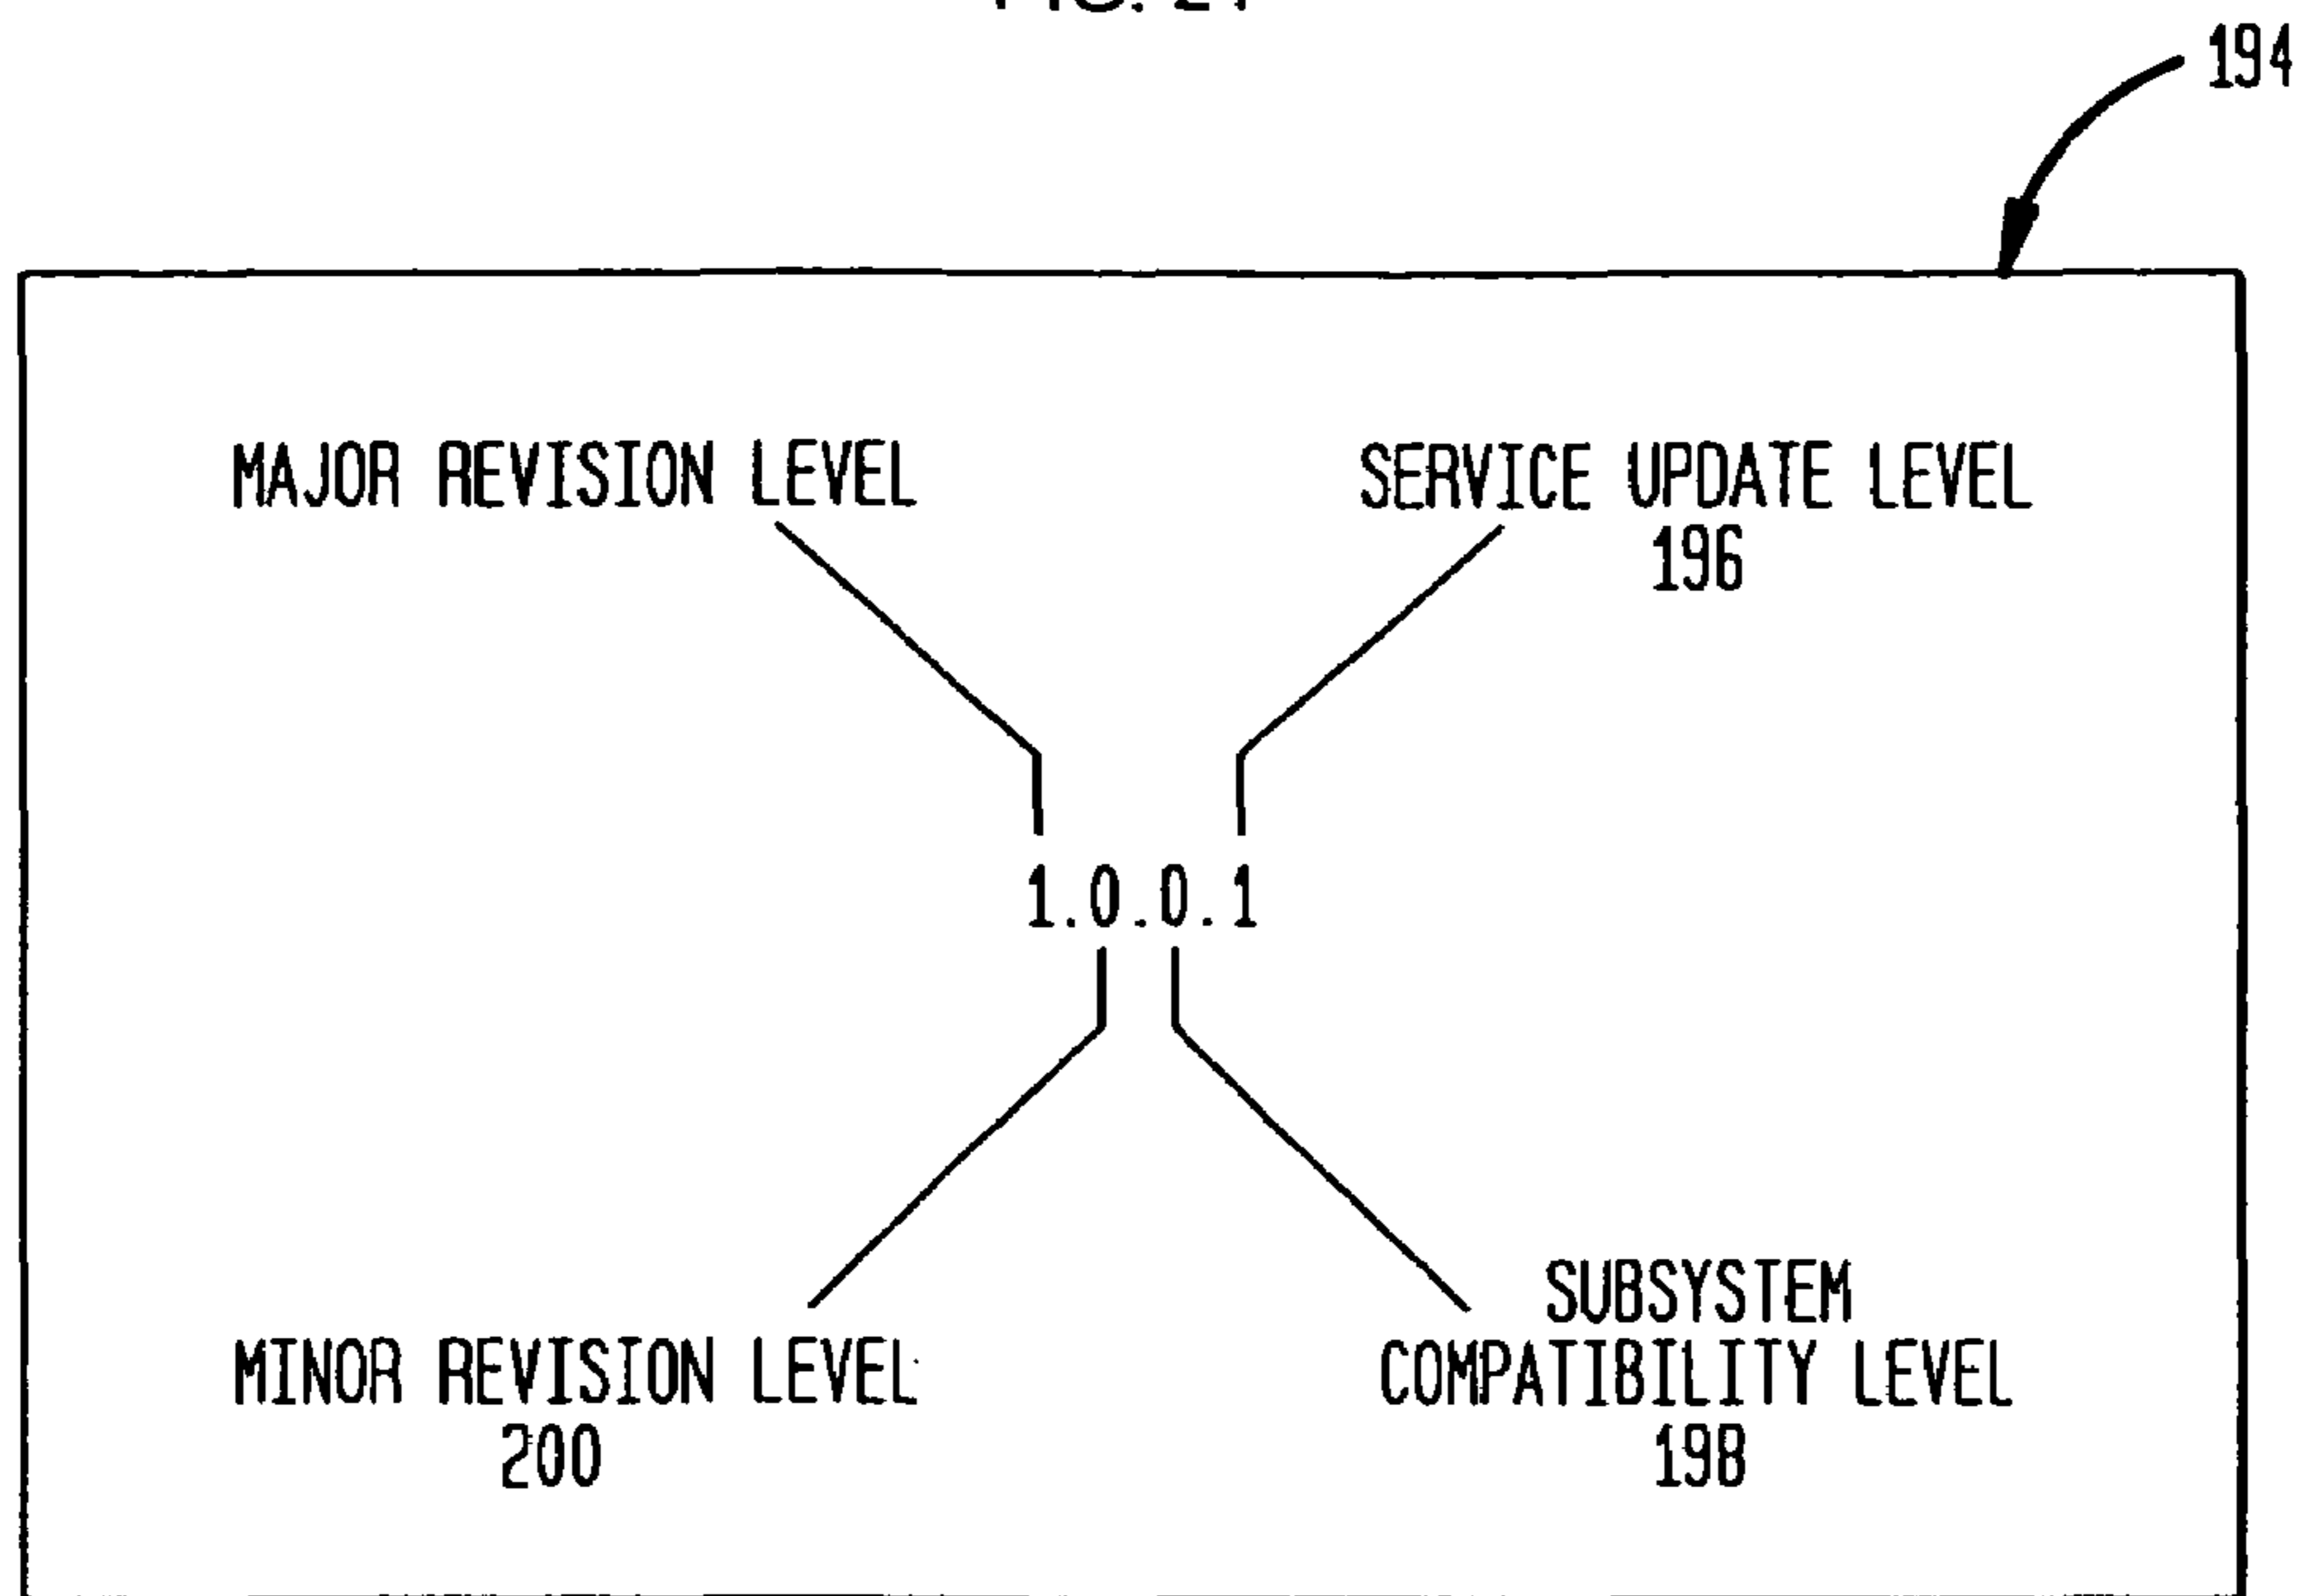 194
MAJOR REVISION LEVEL
SERVICE UPDATE LEVEL
196
1.0.0.1
MINOR REVISION LEVEL
200
SUBSYSTEM
COMPATIBILITY LEVEL
198